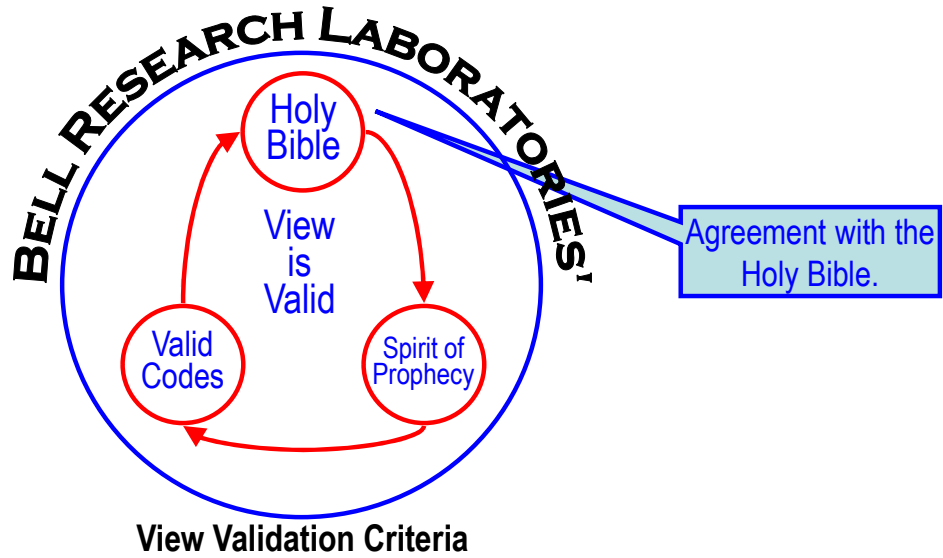 BELL RESEARCH LABORATORIES'
Holy
Bible
View
is
Valid
Valid
Codes
Spirit of
Prophecy
Agreement with the
Holy Bible.
View Validation Criteria